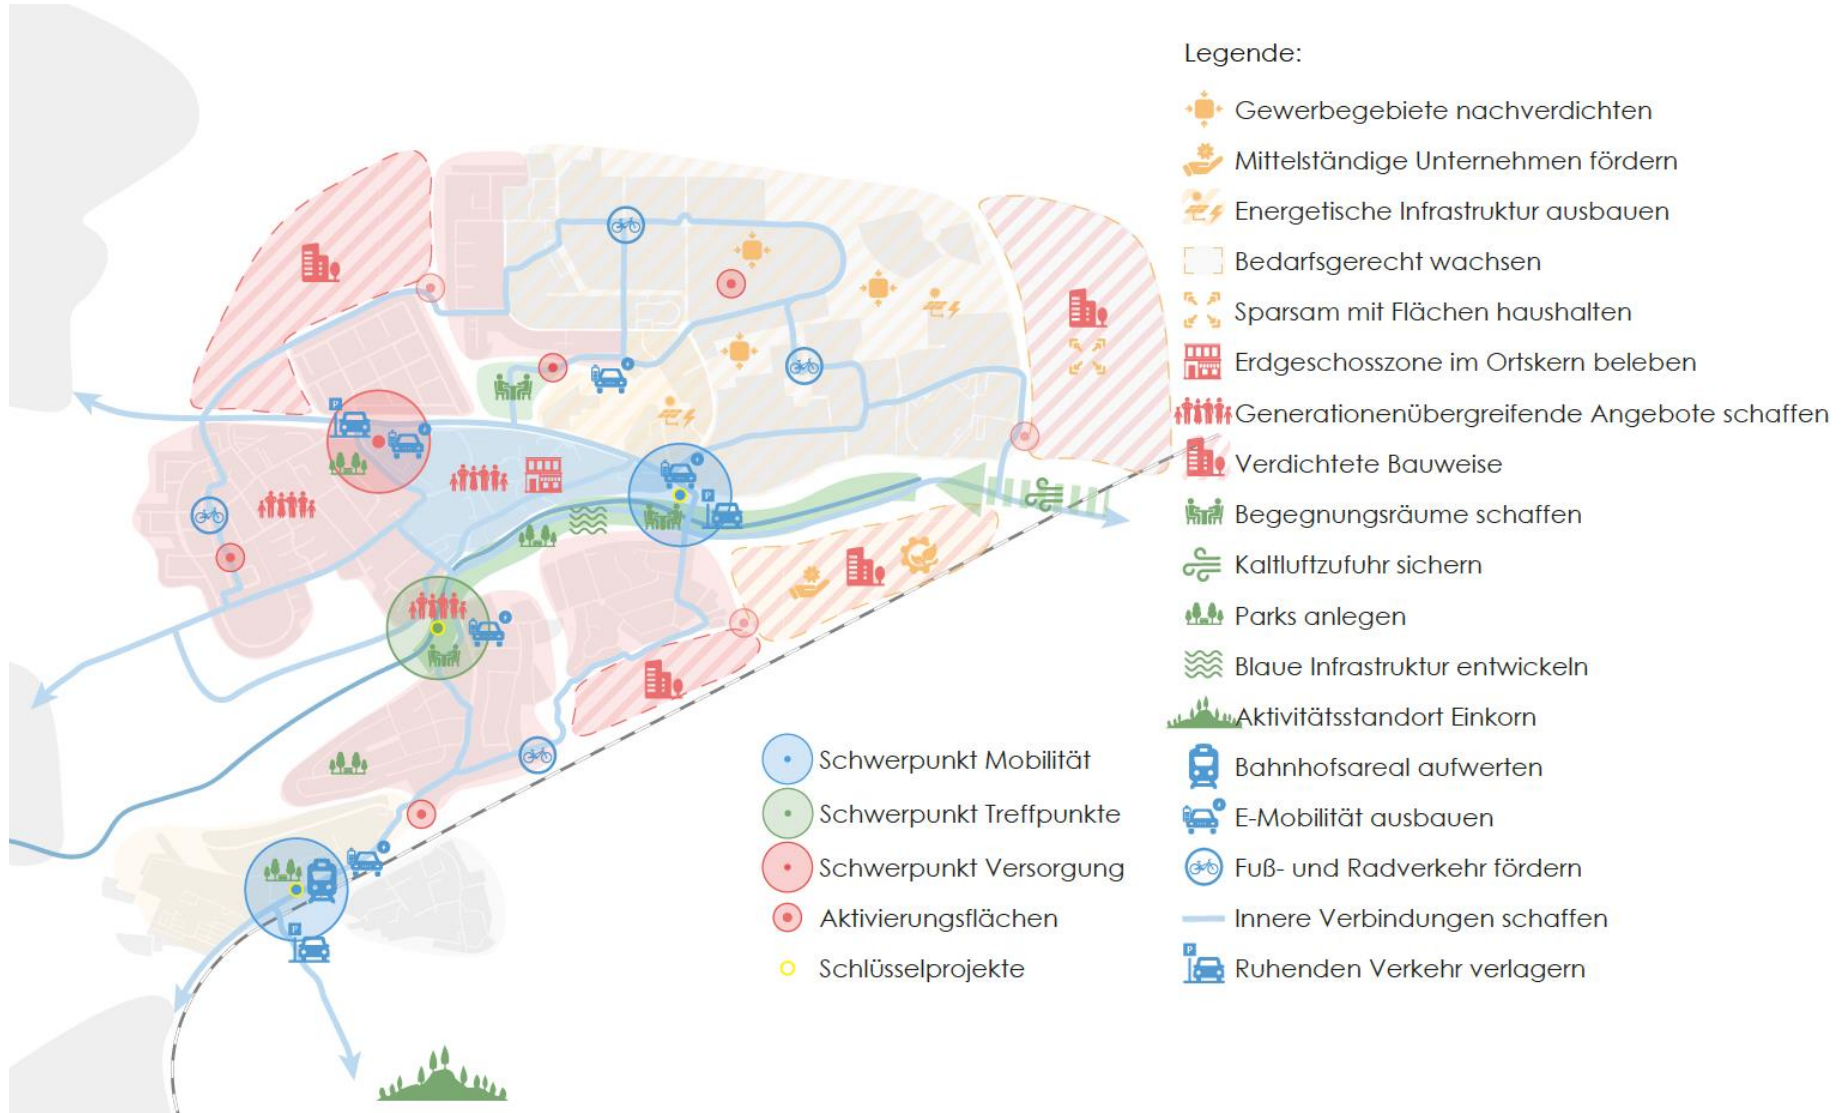 Legende:
Gewerbegebiete nachverdichten
Mittelständige Unternehmen fördern
Energetische Infrastruktur ausbauen
Bedarfsgerecht wachsen
Sparsam mit Flächen haushalten
Erdgeschosszone im Ortskern beleben
Generationenübergreifende Angebote schaffen
Verdichtete Bauweise
Begegnungsräume schaffen
Kaltluftzufuhr sichern
Parks anlegen
Blaue Infrastruktur entwickeln
Aktivitätsstandort Einkorn
Bahnhofsareal aufwerten
E-Mobilität ausbauen
Fuß- und Radverkehr fördern
Innere Verbindungen schaffen
P
Ruhenden Verkehr verlagern
Schwerpunkt Mobilität
Schwerpunkt Treffpunkte
Schwerpunkt Versorgung
Aktivierungsflächen
Schlüsselprojekte
P
P
P